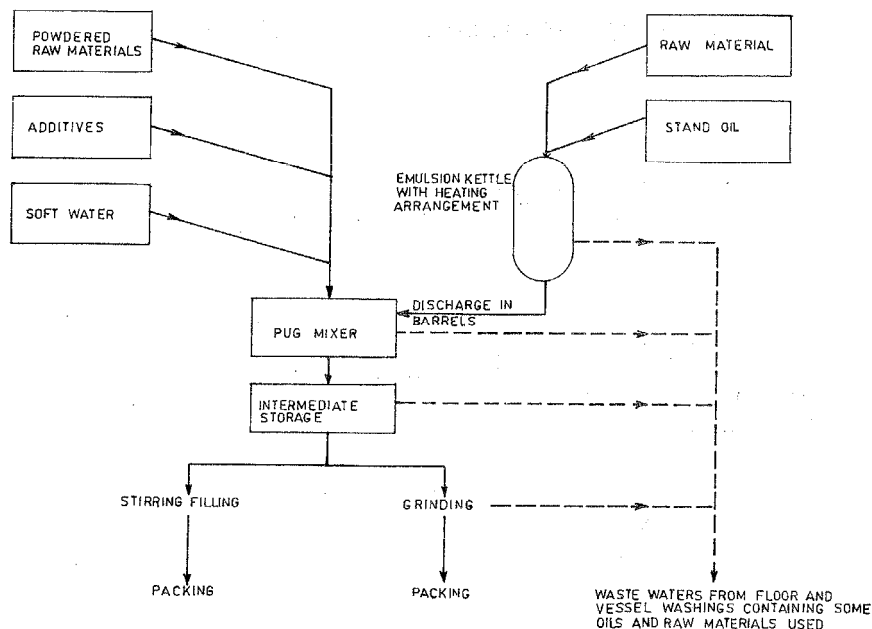 POWDERED
RAW MATERIALS
RAW MATERIAL
ADDITIVES
STAND OIL
EMULSION KETTLE
WITH HEATING
ARRANGEMENT
SOFT WATER
DISCHARGE IN
BARRELS
PUG MIXER
INTERMEDIATE
STORAGE
STIRRING FILLING
GRINDING
PACKING
PACKING
WASTE WATERS FROM FLOOR AND
VESSEL WASHINGS CONTAINING SOME
OILS AND RAW MATERIALS USED